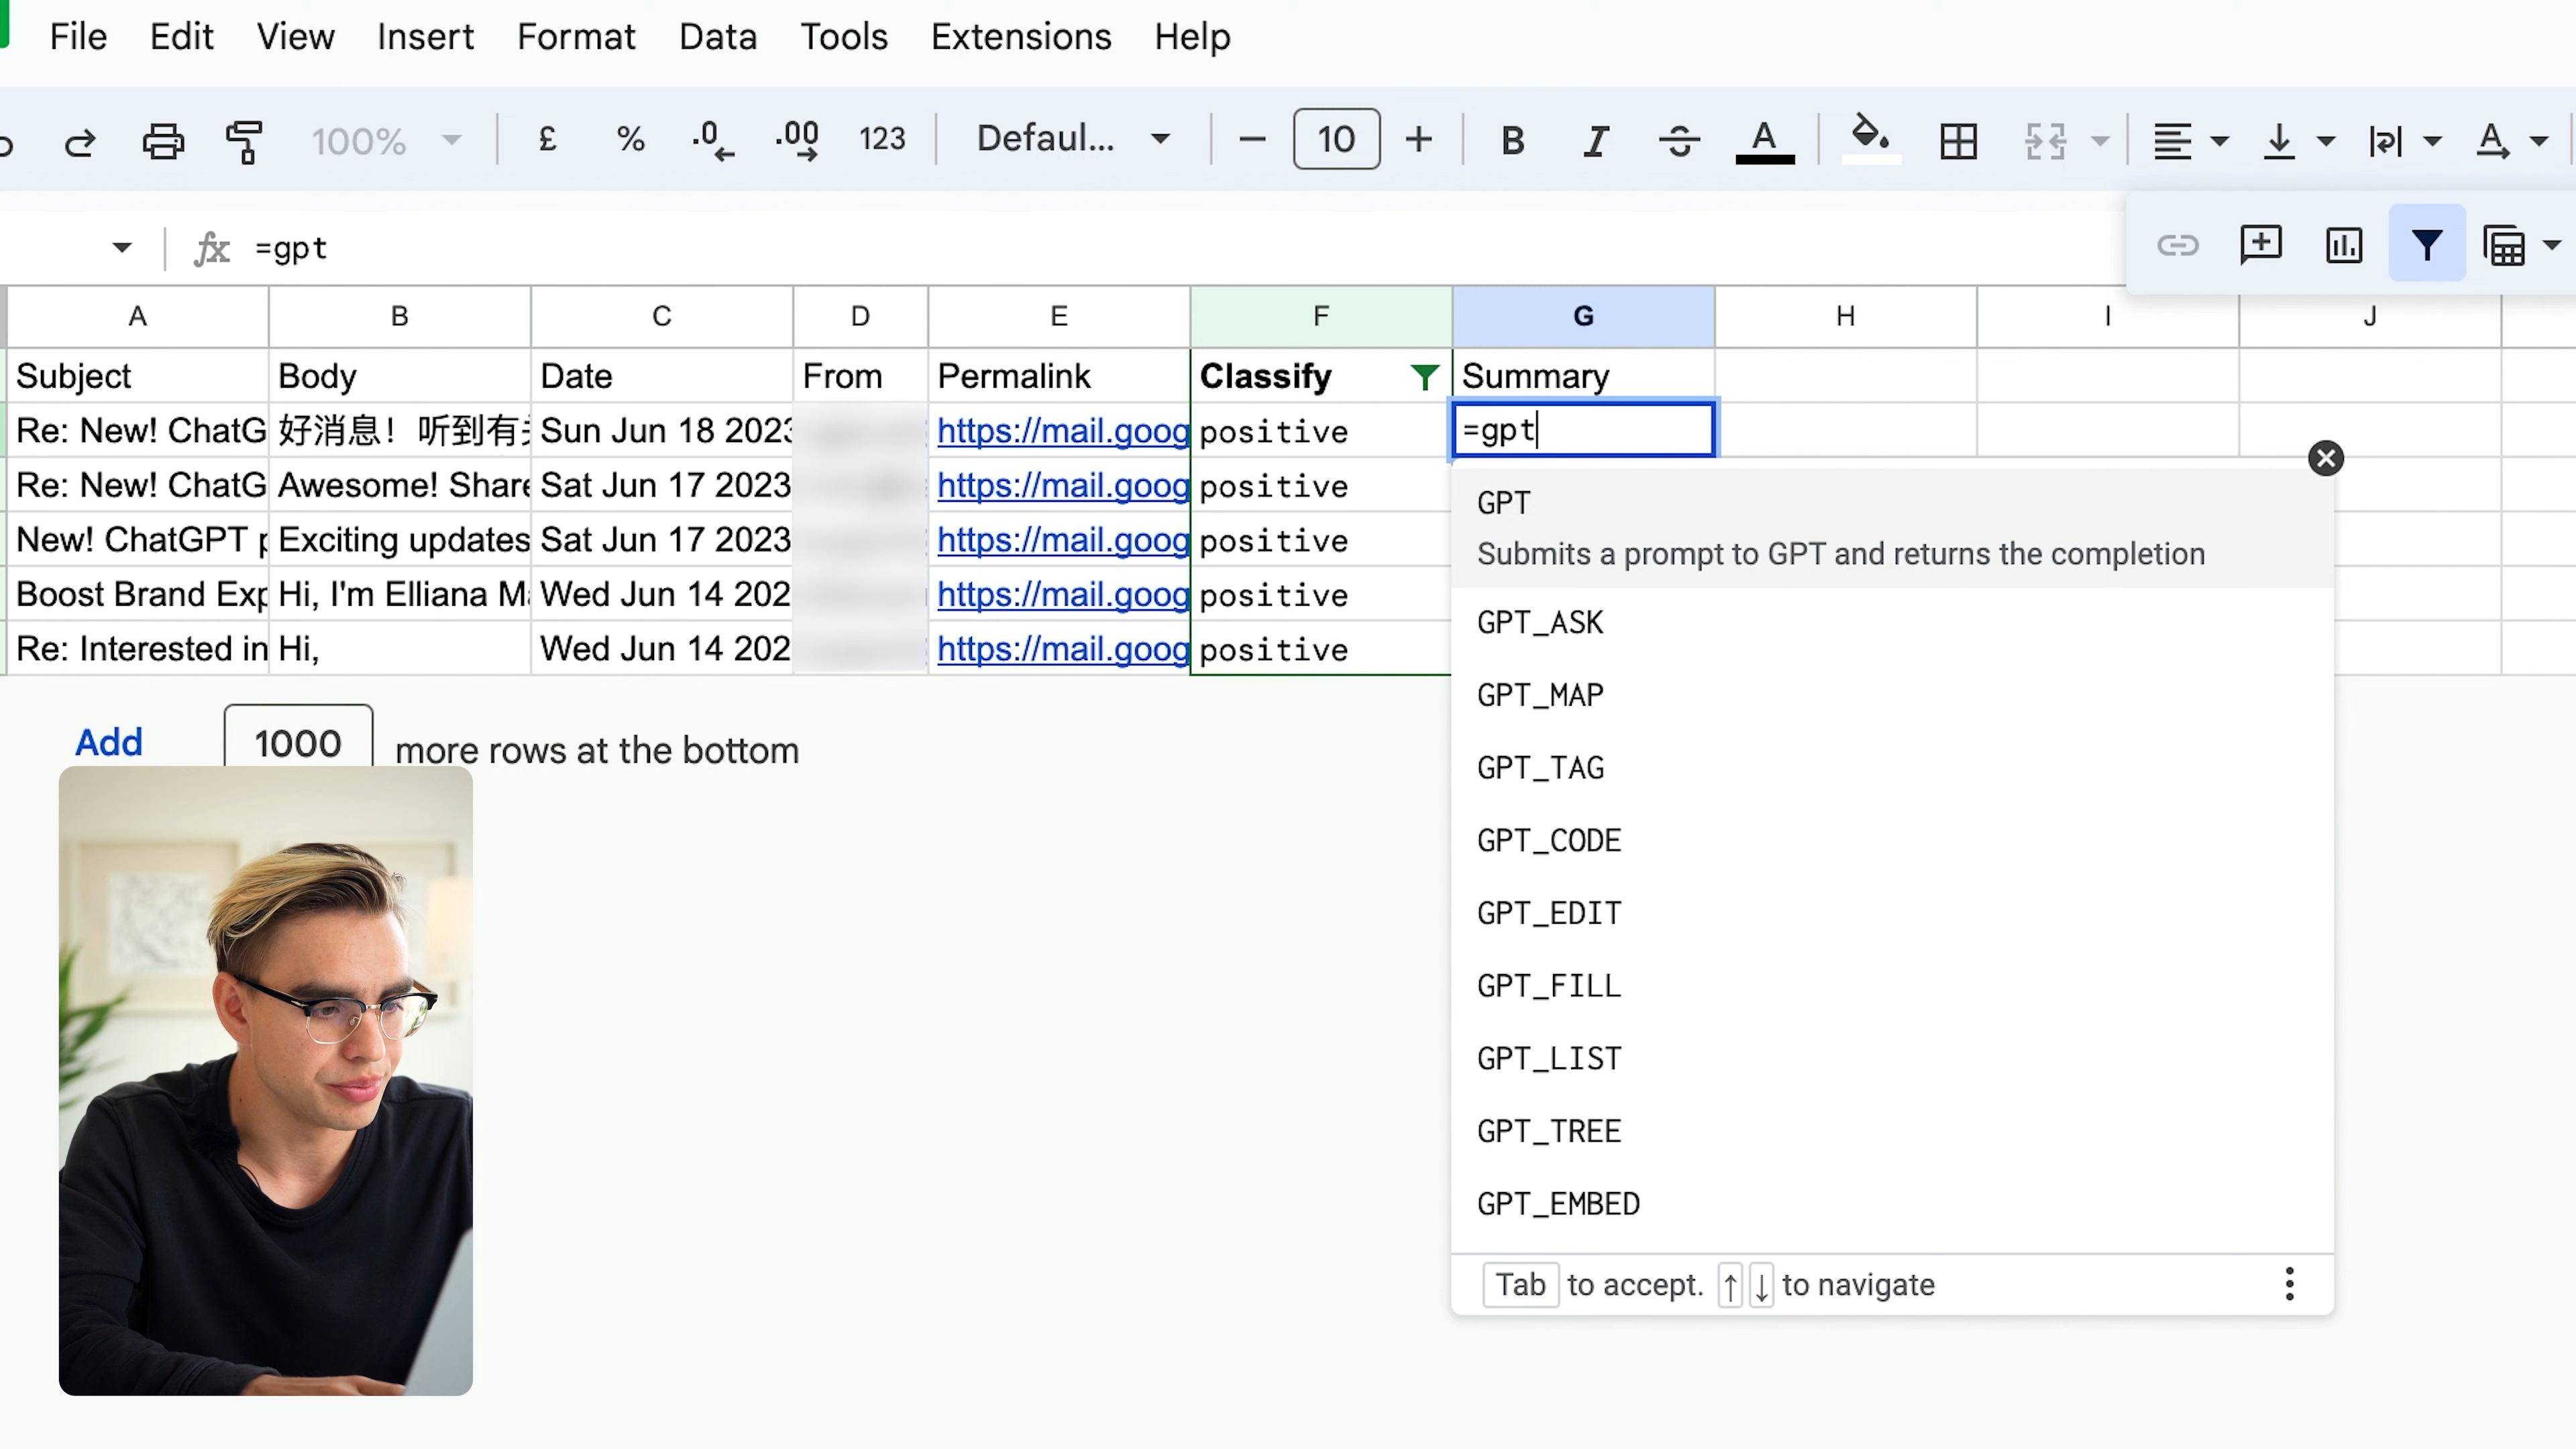 File Edit View Insert Format Data Tools Extensions Help
100% £ % .0 .00 123 Defaul... 10 B I A A
fx =gpt
A B C D E F G H I J
Subject Body Date From Permalink Classify Summary
Re: New! ChatG 好消息！听到有 Sun Jun 18 2023 https://mail.goog positive =gpt
Re: New! ChatG Awesome! Share Sat Jun 17 2023 https://mail.goog positive
New! ChatGPT p Exciting updates Sat Jun 17 2023 https://mail.goog positive
Boost Brand Exp Hi, I'm Elliana Ma Wed Jun 14 202 https://mail.goog positive
Re: Interested in Hi, Wed Jun 14 202 https://mail.goog positive
GPT
Submits a prompt to GPT and returns the completion
GPT_ASK
GPT_MAP
GPT_TAG
GPT_CODE
GPT_EDIT
GPT_FILL
GPT_LIST
GPT_TREE
GPT_EMBED
Tab to accept. ↑ ↓ to navigate
Add 1000 more rows at the bottom